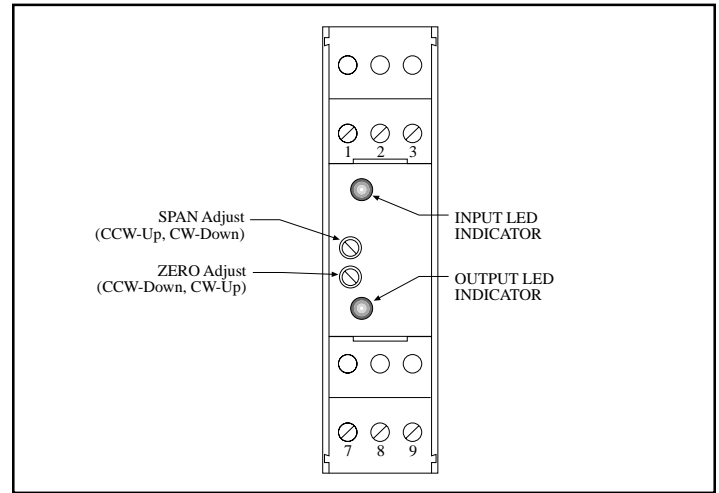 1 2 3
SPAN Adjust
(CCW-Up, CW-Down)
INPUT LED
INDICATOR
ZERO Adjust
(CCW-Down, CW-Up)
OUTPUT LED
INDICATOR
7 8 9